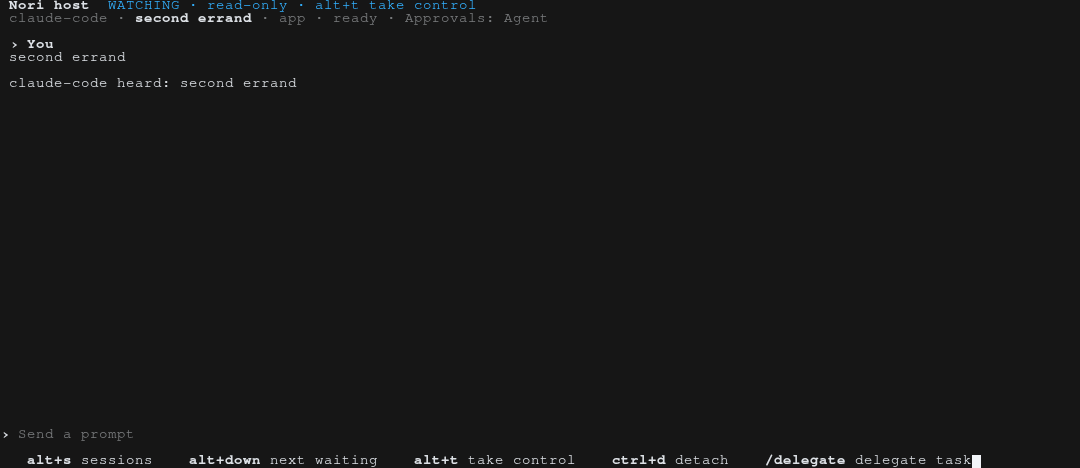 Nori host  WATCHING · read-only · alt+t take control
claude-code · second errand · app · ready · Approvals: Agent
› You
second errand
claude-code heard: second errand
› Send a prompt
alt+s sessions    alt+down next waiting    alt+t take control    ctrl+d detach    /delegate delegate task